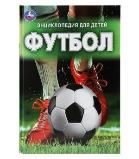 ЭНЦИКЛОПЕДИЯ ДЛЯ ДЕТЕЙ
ФУТБОЛ